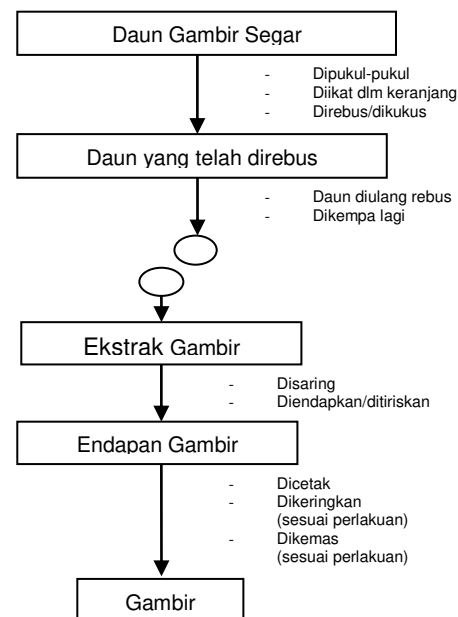 Daun Gambir Segar
- Dipukul-pukul
- Diikat dlm keranjang
- Direbus/dikukus
Daun yang telah direbus
- Daun diulang rebus
- Dikempa lagi
Ekstrak Gambir
- Disaring
- Diendapkan/ditiriskan
Endapan Gambir
- Dicetak
- Dikeringkan
(sesuai perlakuan)
- Dikemas
(sesuai perlakuan)
Gambir